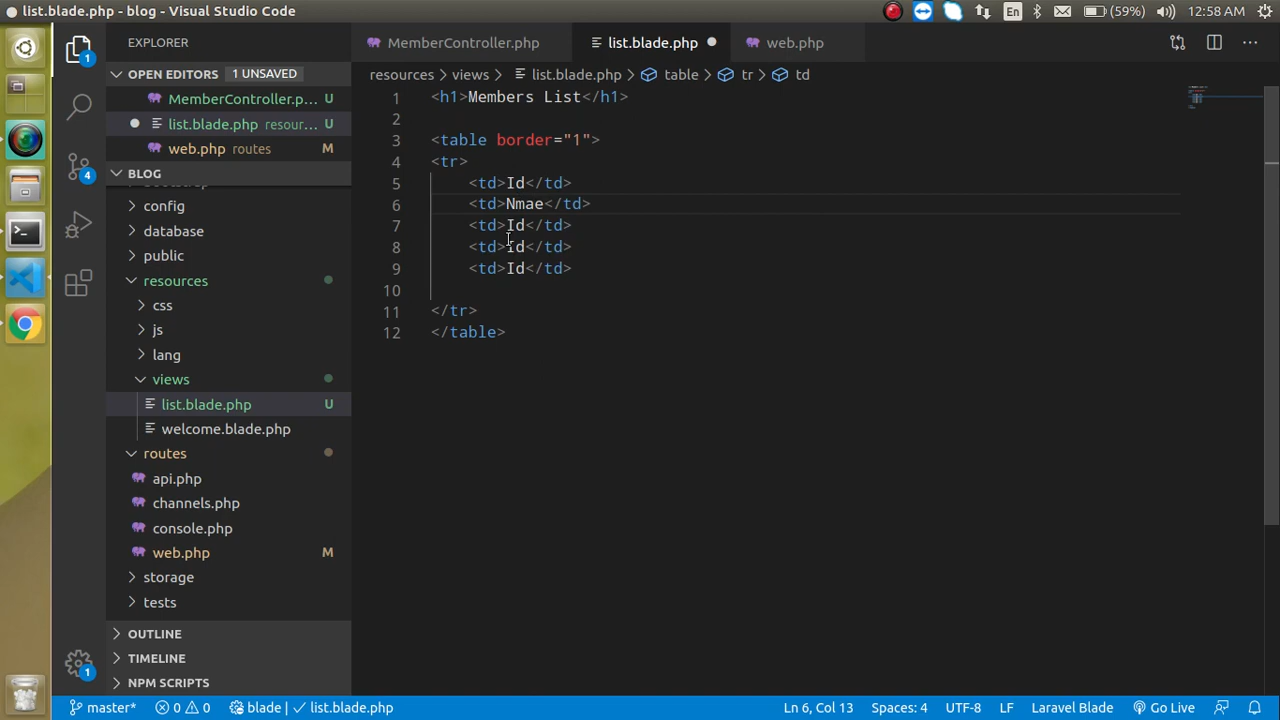 list.blade.php - blog - Visual Studio Code
En
(59%)
12:58 AM
1
4
1
EXPLORER
OPEN EDITORS 1 UNSAVED
MemberController.p... U
list.blade.php resour... U
web.php routes M
BLOG
config
database
public
resources
css
js
lang
views
list.blade.php U
welcome.blade.php
routes
api.php
channels.php
console.php
web.php M
storage
tests
OUTLINE
TIMELINE
NPM SCRIPTS
MemberController.php
list.blade.php
web.php
resources > views > list.blade.php > table > tr > td
1 <h1>Members List</h1>
2
3 <table border="1">
4 <tr>
5 <td>Id</td>
6 <td>Nmae</td>
7 <td>Id</td>
8 <td>Id</td>
9 <td>Id</td>
10
11 </tr>
12 </table>
master* 0 0 blade | ✓ list.blade.php Ln 6, Col 13 Spaces: 4 UTF-8 LF Laravel Blade Go Live